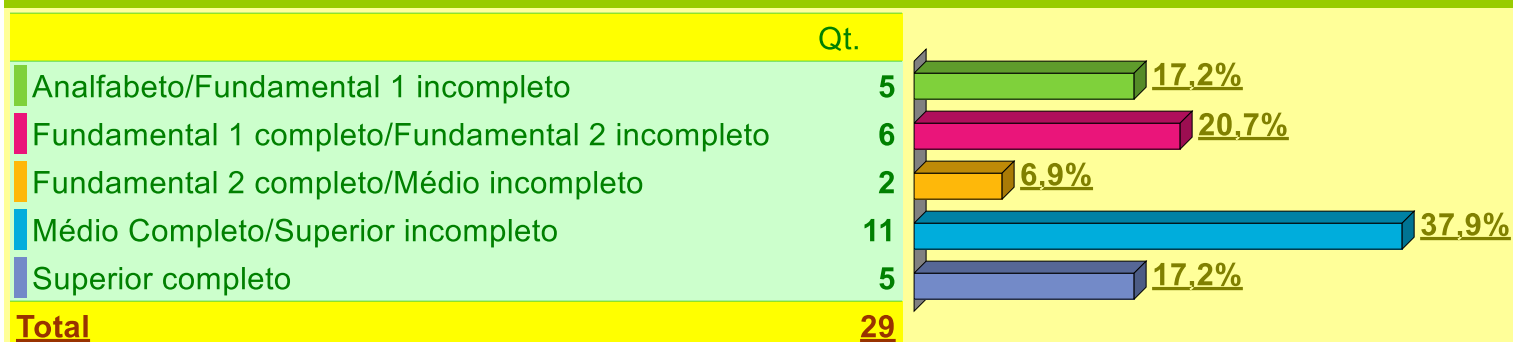 Qt.
Analfabeto/Fundamental 1 incompleto 5 17,2%
Fundamental 1 completo/Fundamental 2 incompleto 6 20,7%
Fundamental 2 completo/Médio incompleto 2 6,9%
Médio Completo/Superior incompleto 11 37,9%
Superior completo 5 17,2%
Total 29